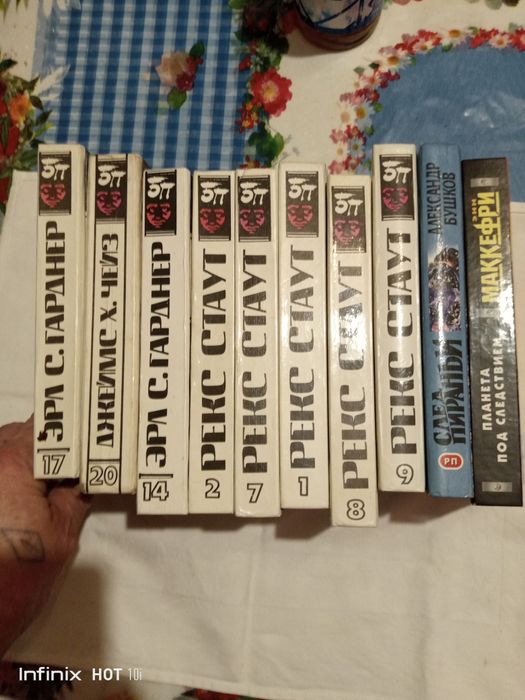 БП
ЭРЛ С. ГАРДНЕР
17
БП
ДЖЕЙМС Х. ЧЕЙЗ
20
БП
ЭРЛ С. ГАРДНЕР
14
БП
РЕКС СТАУТ
2
БП
РЕКС СТАУТ
7
БП
РЕКС СТАУТ
1
БП
РЕКС СТАУТ
8
БП
РЕКС СТАУТ
9
АЛЕКСАНДР
БУШКОВ
СЛЕД
ПИРАНЬИ
РП
ЭНН
МАККЕФРИ
ПЛАНЕТА
ПОД СЛЕДСТВИЕМ
Infinix HOT 10i